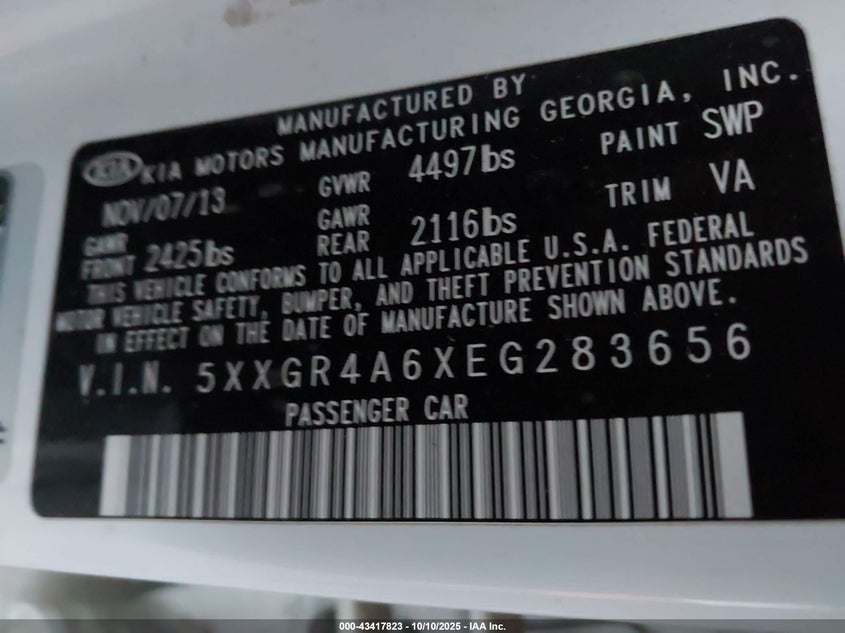 MANUFACTURED BY
KIA KIA MOTORS MANUFACTURING GEORGIA, INC.
NOV/07/13 GVWR 4497lbs PAINT SWP
GAWR FRONT 2425lbs GAWR REAR 2116lbs TRIM VA
THIS VEHICLE CONFORMS TO ALL APPLICABLE U.S.A. FEDERAL
MOTOR VEHICLE SAFETY, BUMPER, AND THEFT PREVENTION STANDARDS
IN EFFECT ON THE DATE OF MANUFACTURE SHOWN ABOVE.
V.I.N. 5XXGR4A6XEG283656
PASSENGER CAR
000-43417823 - 10/10/2025 - IAA Inc.